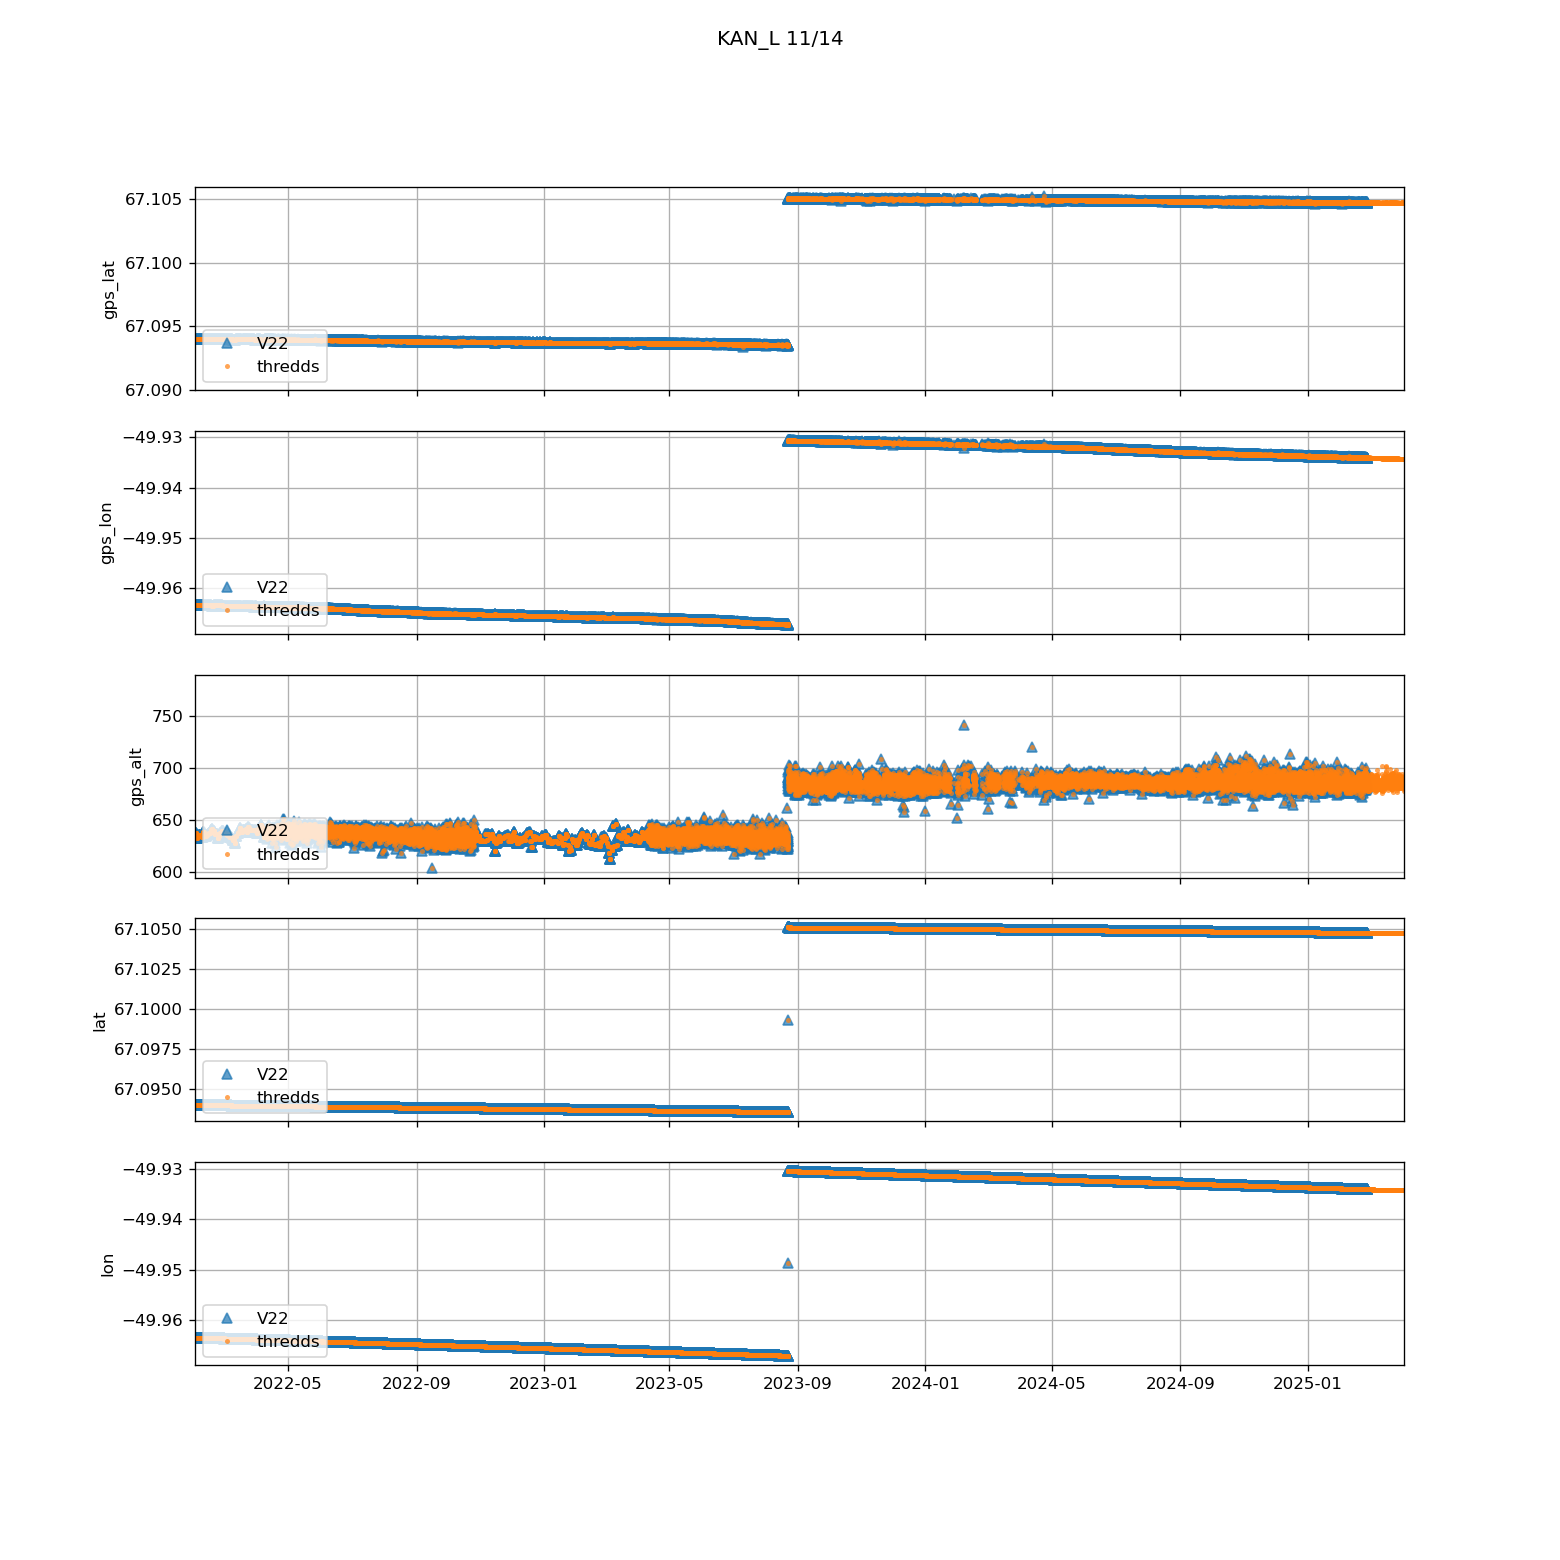 KAN_L 11/14
67.105
67.100
67.095
67.090
gps_lat
V22
thredds
−49.93
−49.94
−49.95
−49.96
gps_lon
V22
thredds
750
700
650
600
gps_alt
V22
thredds
67.1050
67.1025
67.1000
67.0975
67.0950
lat
V22
thredds
−49.93
−49.94
−49.95
−49.96
lon
V22
thredds
2022-05 2022-09 2023-01 2023-05 2023-09 2024-01 2024-05 2024-09 2025-01